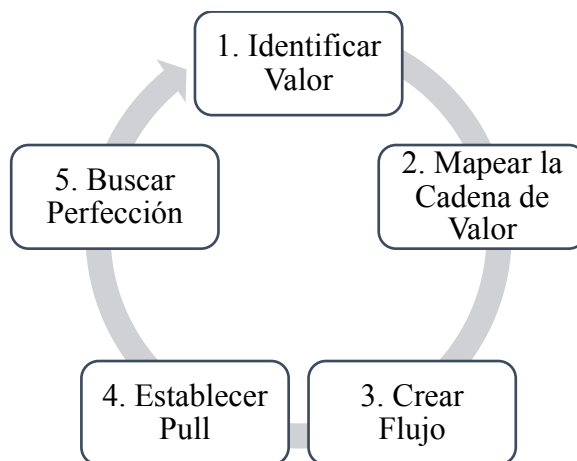 1. Identificar
Valor
2. Mapear la
Cadena de
Valor
3. Crear
Flujo
4. Establecer
Pull
5. Buscar
Perfección